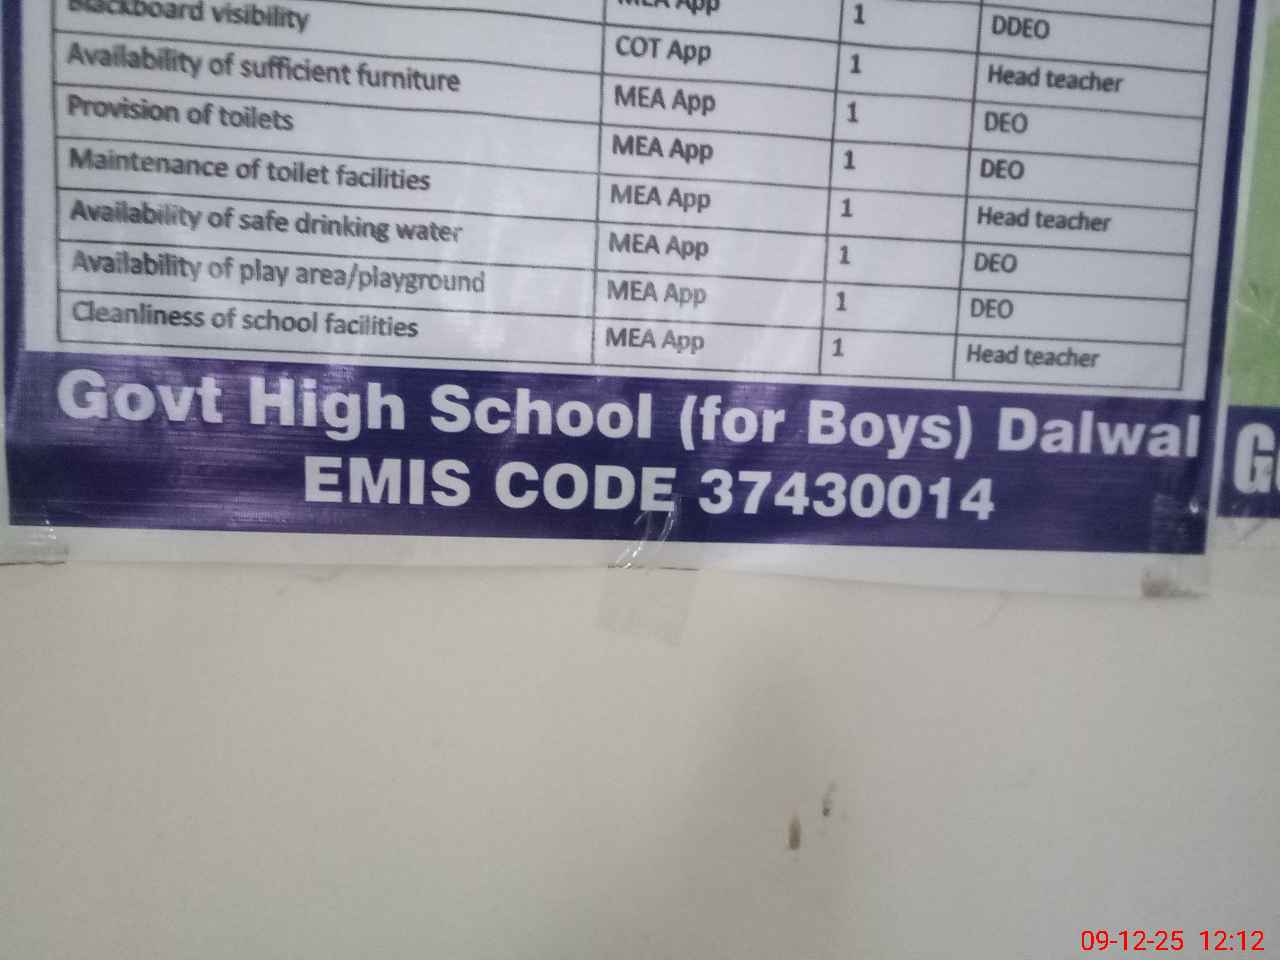 MEA App 1 DDEO
Blackboard visibility COT App 1 Head teacher
Availability of sufficient furniture MEA App 1 DEO
Provision of toilets MEA App 1 DEO
Maintenance of toilet facilities MEA App 1 Head teacher
Availability of safe drinking water MEA App 1 DEO
Availability of play area/playground MEA App 1 DEO
Cleanliness of school facilities MEA App 1 Head teacher
Govt High School (for Boys) Dalwal
EMIS CODE 37430014
09-12-25 12:12